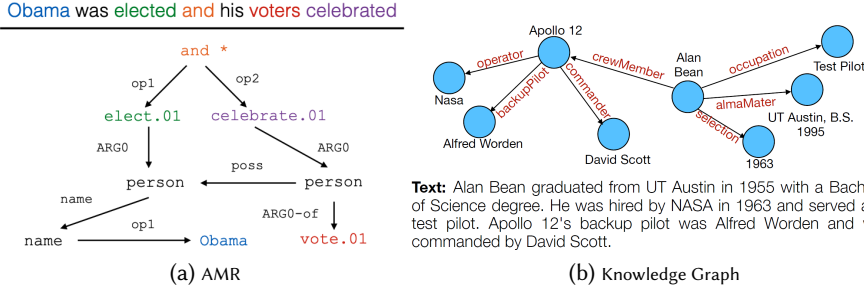 Obama was elected and his voters celebrated
and *
op1
op2
elect.01
celebrate.01
ARG0
ARG0
poss
person
person
name
ARG0-of
op1
name
Obama
vote.01
(a) AMR
Apollo 12
operator
crewMember
Alan
Bean
occupation
Test Pilot
Nasa
backupPilot
commander
almaMater
UT Austin, B.S.
1995
selection
Alfred Worden
David Scott
1963
Text: Alan Bean graduated from UT Austin in 1955 with a Bach
of Science degree. He was hired by NASA in 1963 and served a
test pilot. Apollo 12's backup pilot was Alfred Worden and
commanded by David Scott.
(b) Knowledge Graph